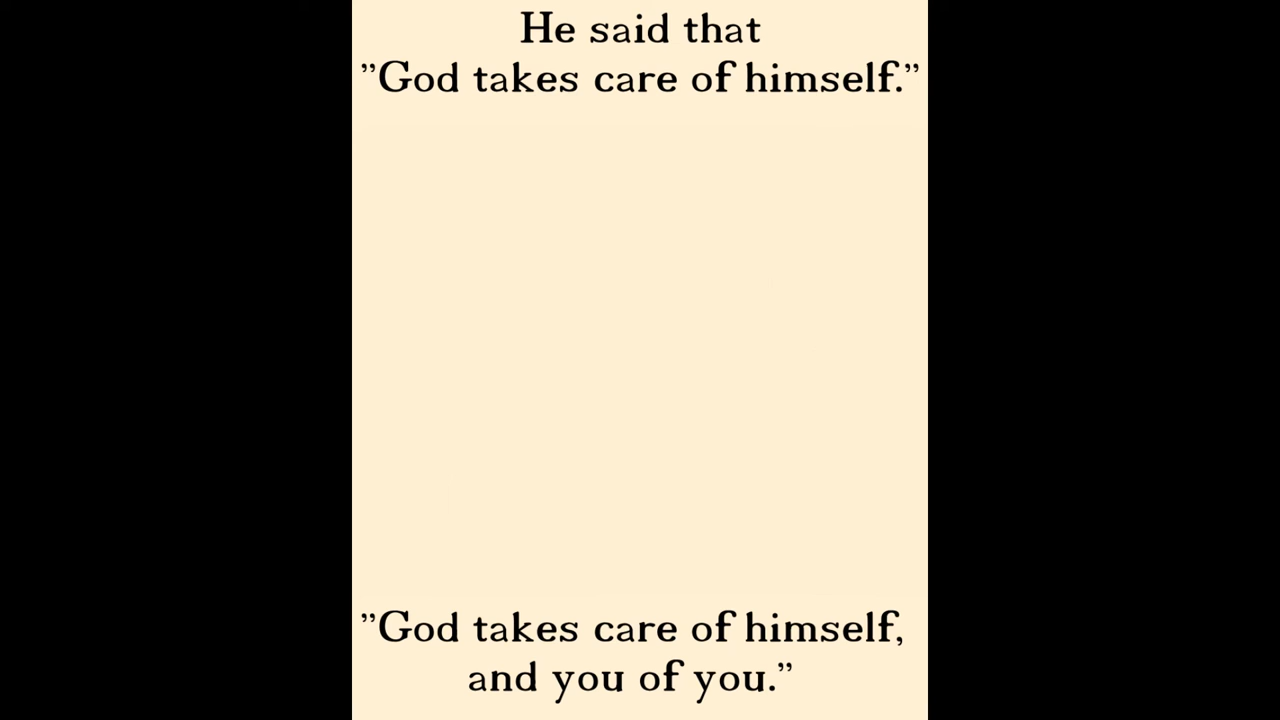 He said that
”God takes care of himself.”
”God takes care of himself,
and you of you.”